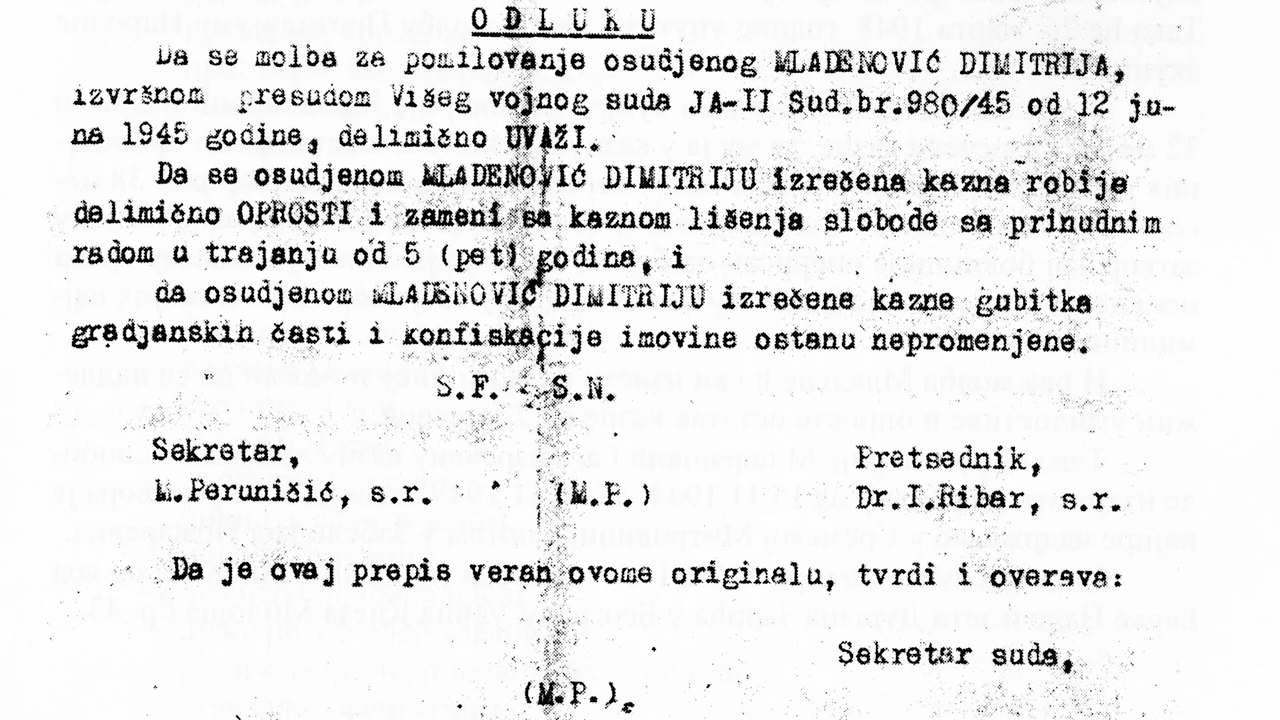 O D L U K U
Da se molba za pomilovanje osudjenog MLADENOVIĆ DIMITRIJA,
izvršnom presudom Višeg vojnog suda JA-II Sud.br.980/45 od 12 ju-
na 1945 godine, delimično UVAŽI.
Da se osudjenom MLADENOVIĆ DIMITRIJU izrečena kazna robije
delimično OPROSTI i zameni sa kaznom lišenja slobode sa prinudnim
radom u trajanju od 5 (pet) godina, i
da osudjenom MLADENOVIĆ DIMITRIJU izrečene kazne gubitka
gradjanskih časti i konfiskacije imovine ostanu nepromenjene.
S.F. - S.N.
Sekretar,
Pretsednik,
M.Peruničić, s.r.
(M.P.)
Dr.I.Ribar, s.r.
Da je ovaj prepis veran ovome originalu, tvrdi i overava:
Sekretar suda,
(M.P.)